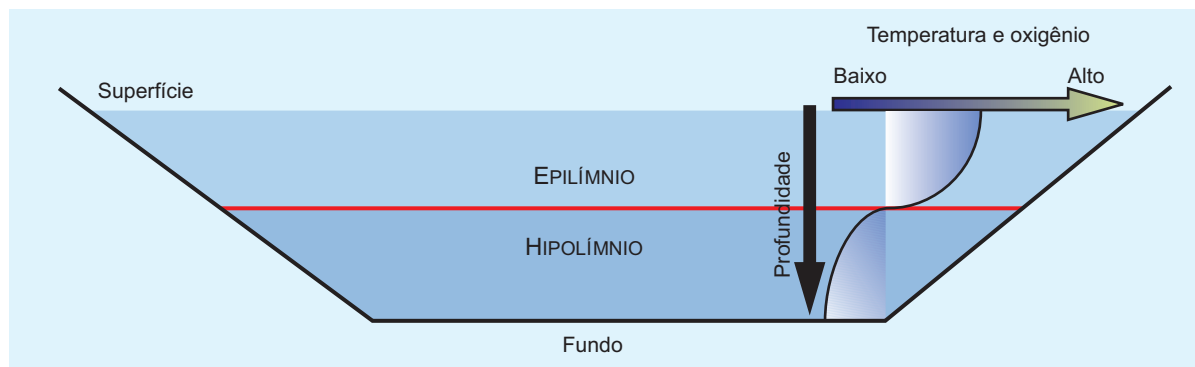 Temperatura e oxigênio
Baixo
Alto
Superfície
Profundidade
EPILÍMNIO
HIPOLÍMNIO
Fundo